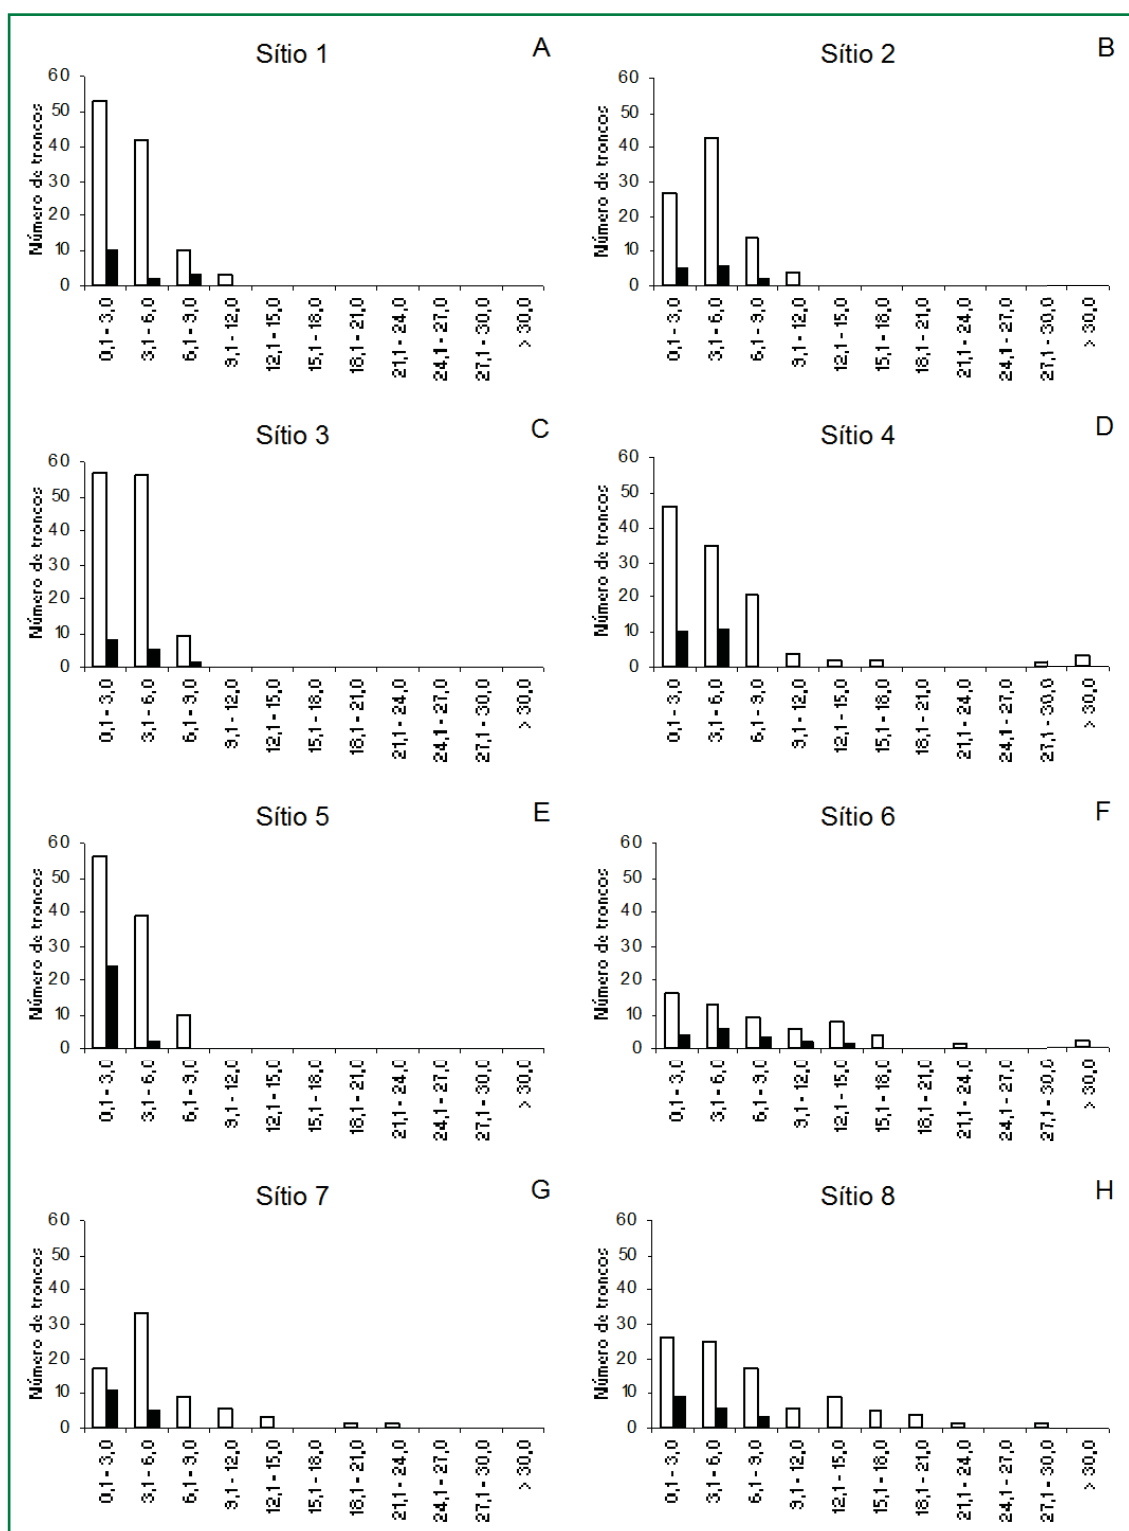 Sítio 1 A
Número de troncos
60
50
40
30
20
10
0
0,1 - 3,0
3,1 - 6,0
6,1 - 9,0
9,1 - 12,0
12,1 - 15,0
15,1 - 18,0
18,1 - 21,0
21,1 - 24,0
24,1 - 27,0
27,1 - 30,0
> 30,0
Sítio 2 B
Número de troncos
60
50
40
30
20
10
0
0,1 - 3,0
3,1 - 6,0
6,1 - 9,0
9,1 - 12,0
12,1 - 15,0
15,1 - 18,0
18,1 - 21,0
21,1 - 24,0
24,1 - 27,0
27,1 - 30,0
> 30,0
Sítio 3 C
Número de troncos
60
50
40
30
20
10
0
0,1 - 3,0
3,1 - 6,0
6,1 - 9,0
9,1 - 12,0
12,1 - 15,0
15,1 - 18,0
18,1 - 21,0
21,1 - 24,0
24,1 - 27,0
27,1 - 30,0
> 30,0
Sítio 4 D
Número de troncos
60
50
40
30
20
10
0
0,1 - 3,0
3,1 - 6,0
6,1 - 9,0
9,1 - 12,0
12,1 - 15,0
15,1 - 18,0
18,1 - 21,0
21,1 - 24,0
24,1 - 27,0
27,1 - 30,0
> 30,0
Sítio 5 E
Número de troncos
60
50
40
30
20
10
0
0,1 - 3,0
3,1 - 6,0
6,1 - 9,0
9,1 - 12,0
12,1 - 15,0
15,1 - 18,0
18,1 - 21,0
21,1 - 24,0
24,1 - 27,0
27,1 - 30,0
> 30,0
Sítio 6 F
Número de troncos
60
50
40
30
20
10
0
0,1 - 3,0
3,1 - 6,0
6,1 - 9,0
9,1 - 12,0
12,1 - 15,0
15,1 - 18,0
18,1 - 21,0
21,1 - 24,0
24,1 - 27,0
27,1 - 30,0
> 30,0
Sítio 7 G
Número de troncos
60
50
40
30
20
10
0
0,1 - 3,0
3,1 - 6,0
6,1 - 9,0
9,1 - 12,0
12,1 - 15,0
15,1 - 18,0
18,1 - 21,0
21,1 - 24,0
24,1 - 27,0
27,1 - 30,0
> 30,0
Sítio 8 H
Número de troncos
60
50
40
30
20
10
0
0,1 - 3,0
3,1 - 6,0
6,1 - 9,0
9,1 - 12,0
12,1 - 15,0
15,1 - 18,0
18,1 - 21,0
21,1 - 24,0
24,1 - 27,0
27,1 - 30,0
> 30,0